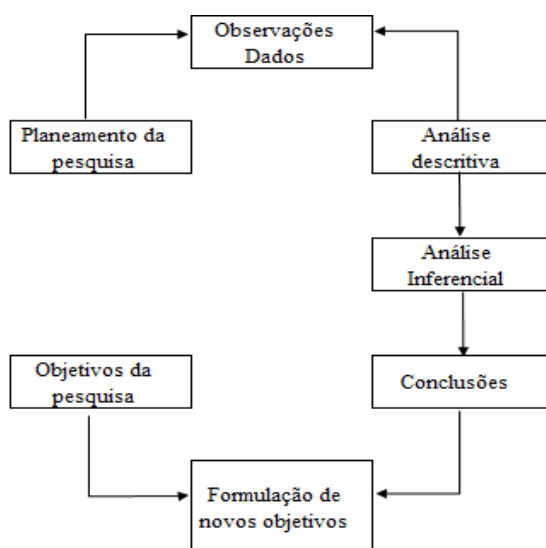 Observações
Dados
Planeamento da
pesquisa
Análise
descritiva
Análise
Inferencial
Objetivos da
pesquisa
Conclusões
Formulação de
novos objetivos